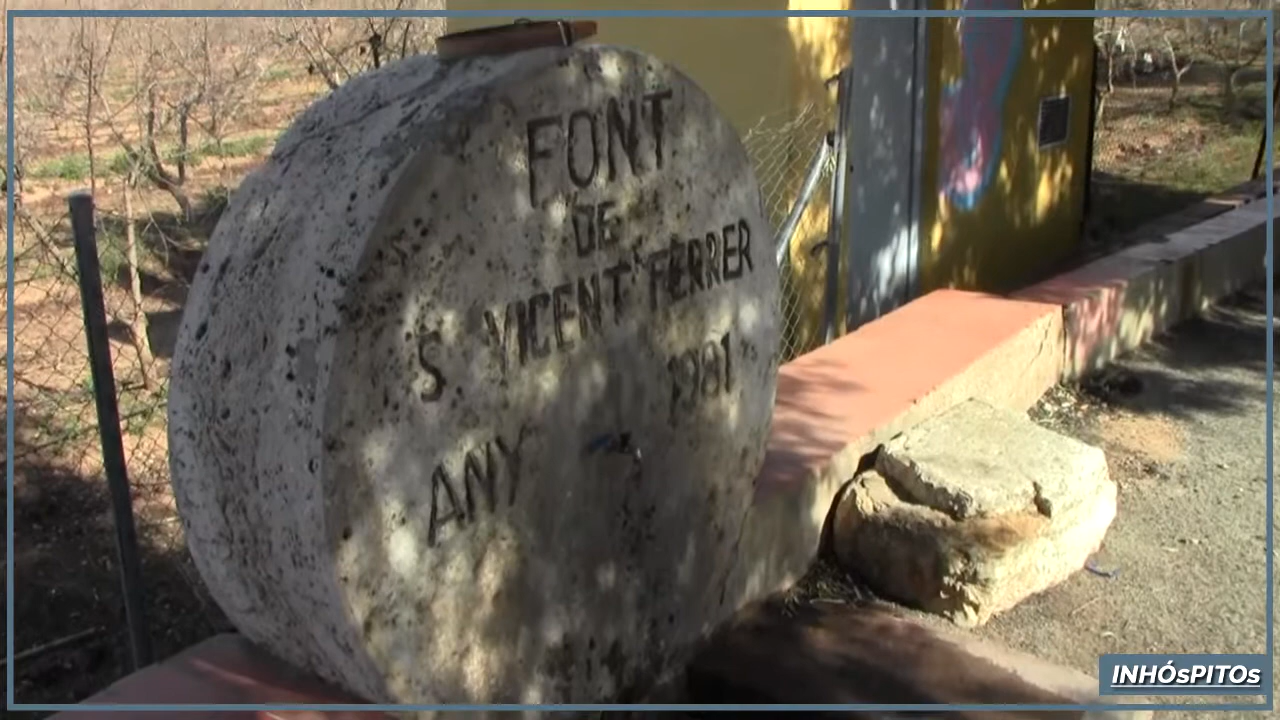 FONT
DE
S. VICENT FERRER
ANY 1981
INHÓsPITOs